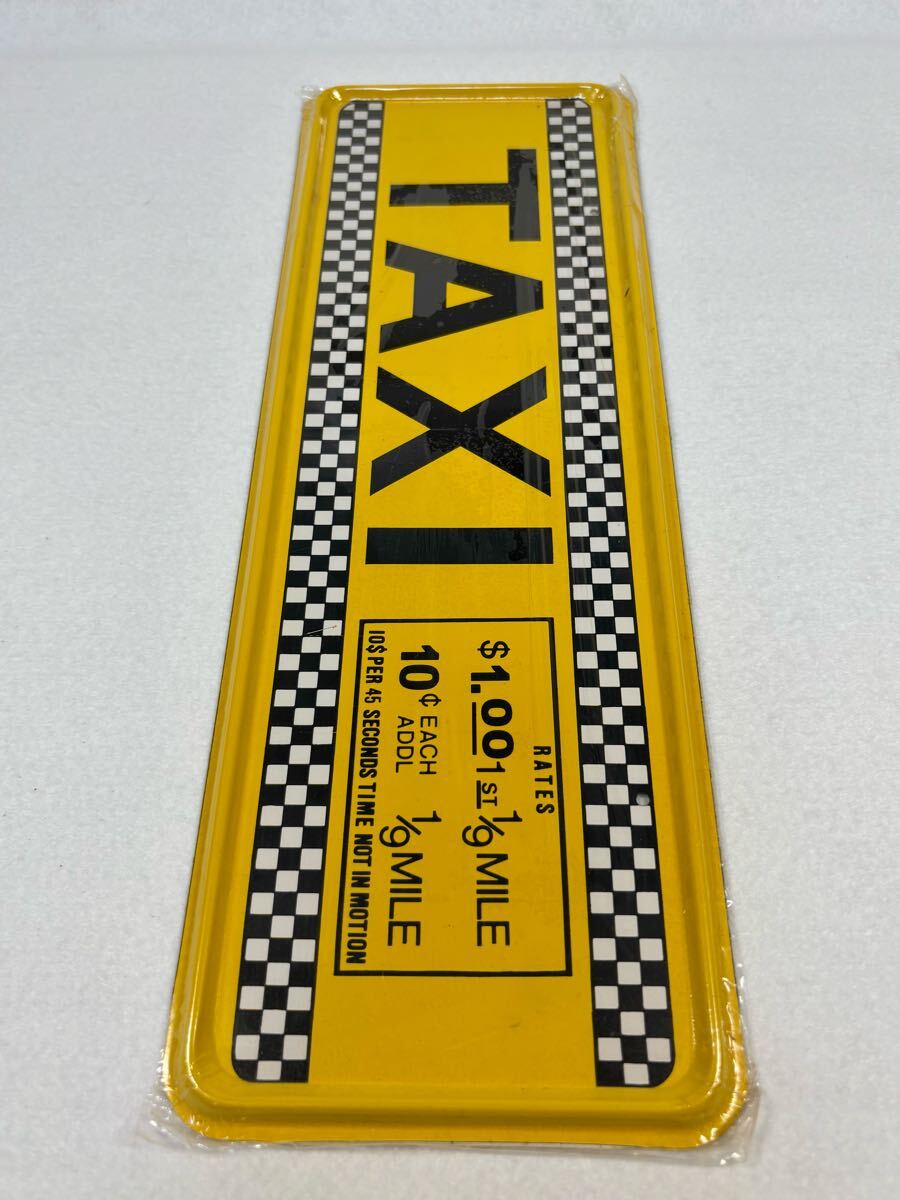 TAXI
RATES
$1.00 1ST 1/9 MILE
10¢ EACH ADDL 1/9 MILE
10$ PER 45 SECONDS TIME NOT IN MOTION